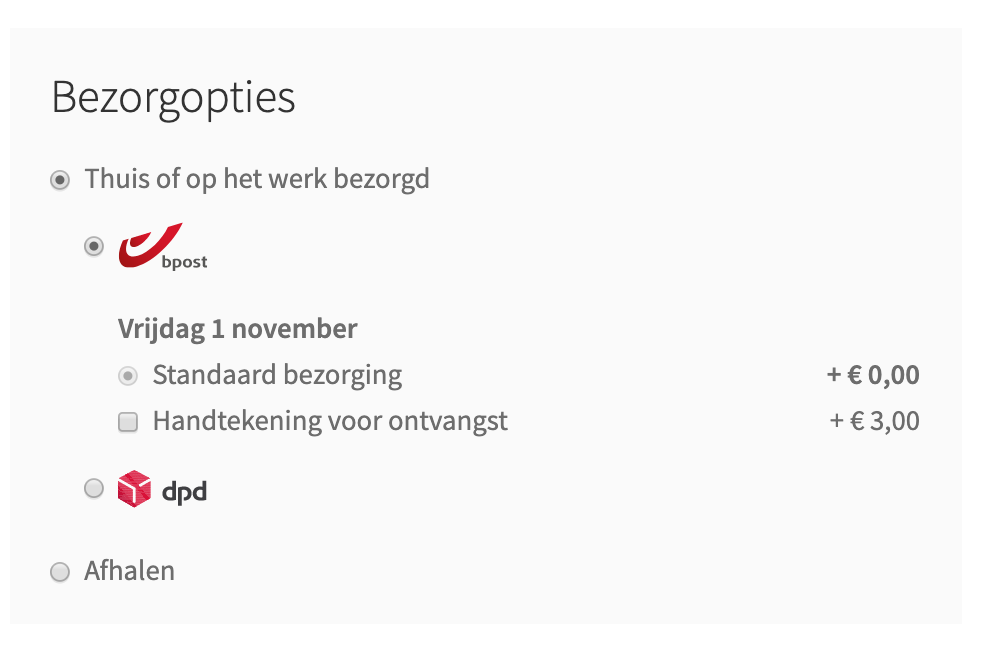 Bezorgopties
Thuis of op het werk bezorgd
bpost
Vrijdag 1 november
Standaard bezorging + € 0,00
Handtekening voor ontvangst + € 3,00
dpd
Afhalen